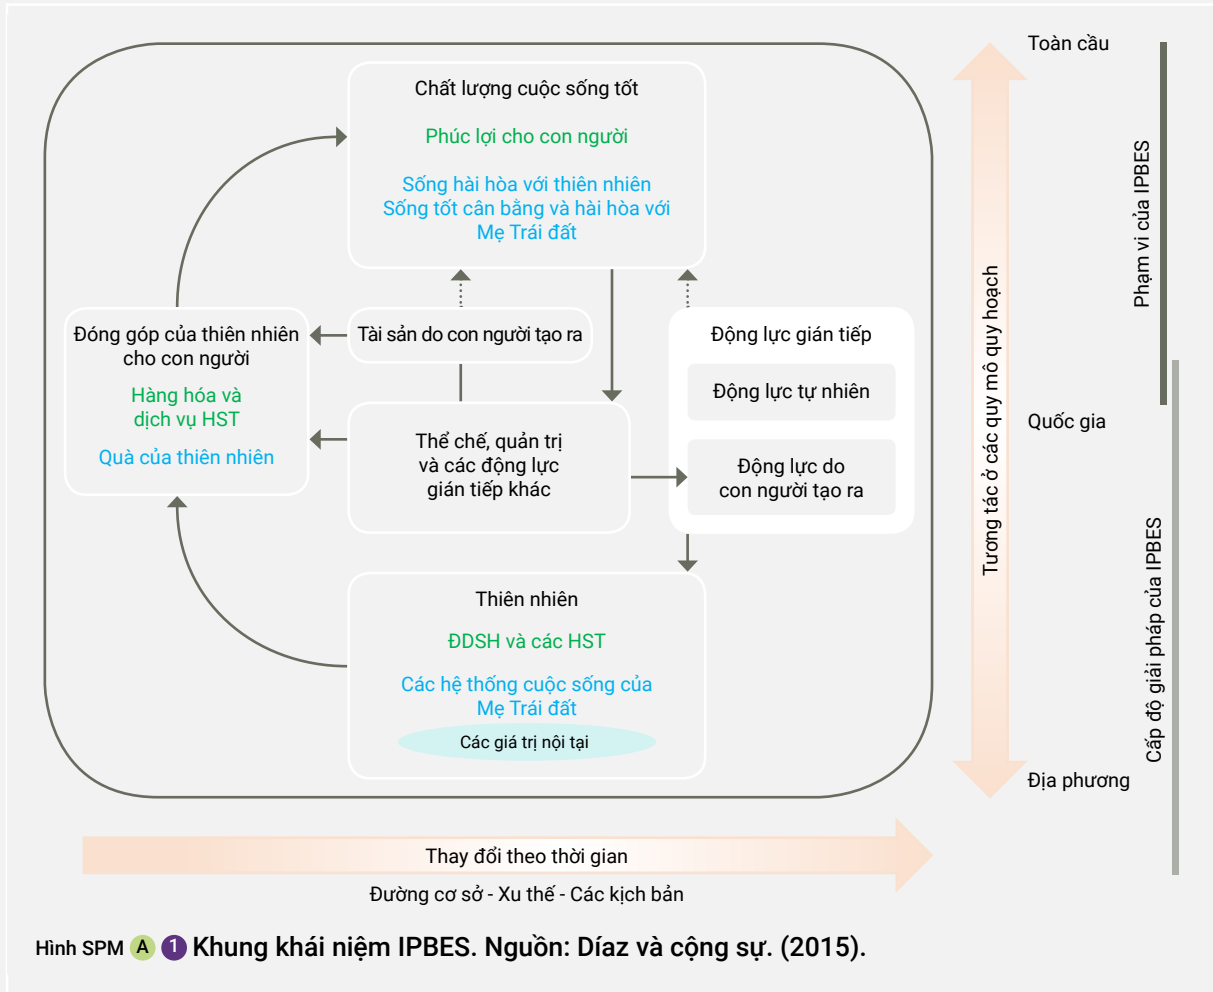 Toàn cầu
Chất lượng cuộc sống tốt
Phúc lợi cho con người
Sống hài hòa với thiên nhiên
Sống tốt cân bằng và hài hòa với
Mẹ Trái đất
Đóng góp của thiên nhiên
cho con người
Hàng hóa và
dịch vụ HST
Quà của thiên nhiên
Tài sản do con người tạo ra
Động lực gián tiếp
Động lực tự nhiên
Động lực do
con người tạo ra
Thể chế, quản trị
và các động lực
gián tiếp khác
Thiên nhiên
ĐDSH và các HST
Các hệ thống cuộc sống của
Mẹ Trái đất
Các giá trị nội tại
Tương tác ở các quy mô quy hoạch
Quốc gia
Địa phương
Phạm vi của IPBES
Cấp độ giải pháp của IPBES
Thay đổi theo thời gian
Đường cơ sở - Xu thế - Các kịch bản
Hình SPM A 1 Khung khái niệm IPBES. Nguồn: Díaz và cộng sự. (2015).